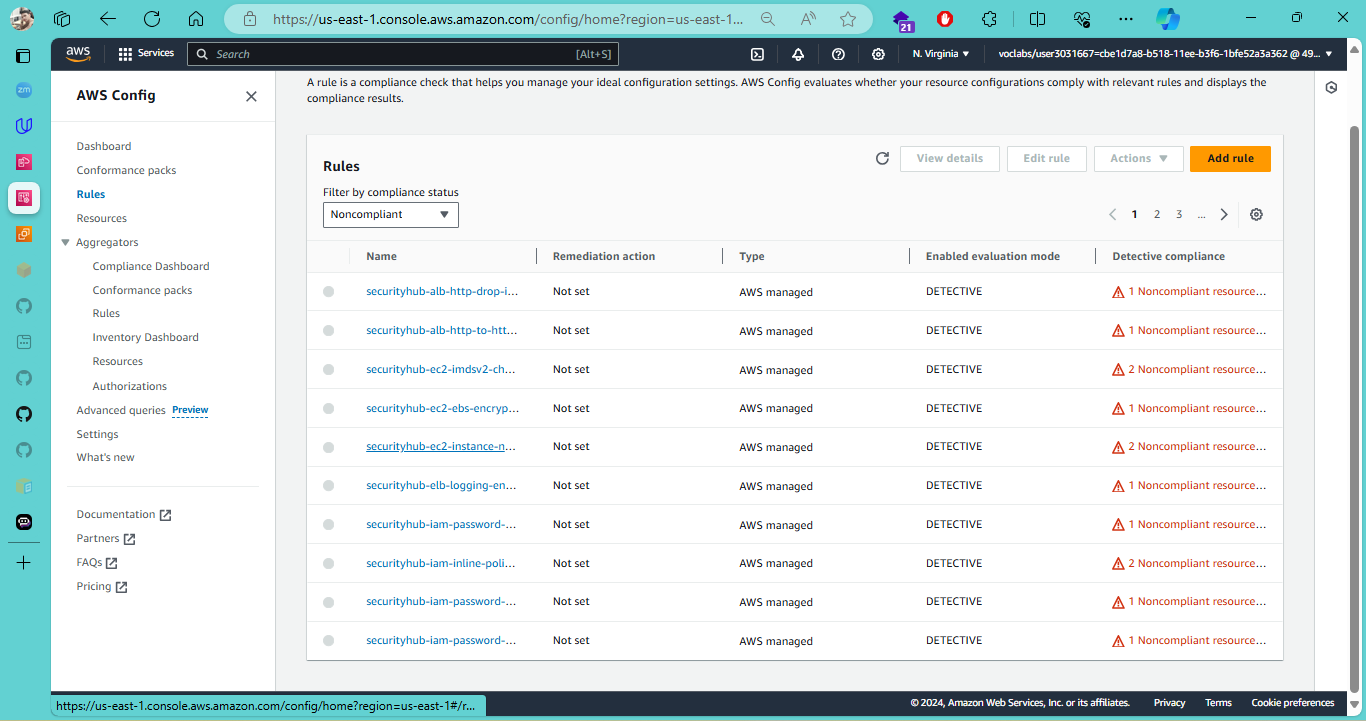 https://us-east-1.console.aws.amazon.com/config/home?region=us-east-1...
21
aws
Services
Search
[Alt+S]
N. Virginia
voclabs/user3031667=cbe1d7a8-b518-11ee-b3f6-1bfe52a3a362 @ 49...
zm
AWS Config
Dashboard
Conformance packs
Rules
Resources
Aggregators
Compliance Dashboard
Conformance packs
Rules
Inventory Dashboard
Resources
Authorizations
Advanced queries Preview
Settings
What's new
Documentation
Partners
FAQs
Pricing
A rule is a compliance check that helps you manage your ideal configuration settings. AWS Config evaluates whether your resource configurations comply with relevant rules and displays the
compliance results.
Rules
View details
Edit rule
Actions
Add rule
Filter by compliance status
Noncompliant
1 2 3 ...
Name Remediation action Type Enabled evaluation mode Detective compliance
securityhub-alb-http-drop-i... Not set AWS managed DETECTIVE 1 Noncompliant resource...
securityhub-alb-http-to-htt... Not set AWS managed DETECTIVE 1 Noncompliant resource...
securityhub-ec2-imdsv2-ch... Not set AWS managed DETECTIVE 2 Noncompliant resource...
securityhub-ec2-ebs-encryp... Not set AWS managed DETECTIVE 1 Noncompliant resource...
securityhub-ec2-instance-n... Not set AWS managed DETECTIVE 2 Noncompliant resource...
securityhub-elb-logging-en... Not set AWS managed DETECTIVE 1 Noncompliant resource...
securityhub-iam-password-... Not set AWS managed DETECTIVE 1 Noncompliant resource...
securityhub-iam-inline-poli... Not set AWS managed DETECTIVE 2 Noncompliant resource...
securityhub-iam-password-... Not set AWS managed DETECTIVE 1 Noncompliant resource...
securityhub-iam-password-... Not set AWS managed DETECTIVE 1 Noncompliant resource...
https://us-east-1.console.aws.amazon.com/config/home?region=us-east-1#/r...
© 2024, Amazon Web Services, Inc. or its affiliates. Privacy Terms Cookie preferences